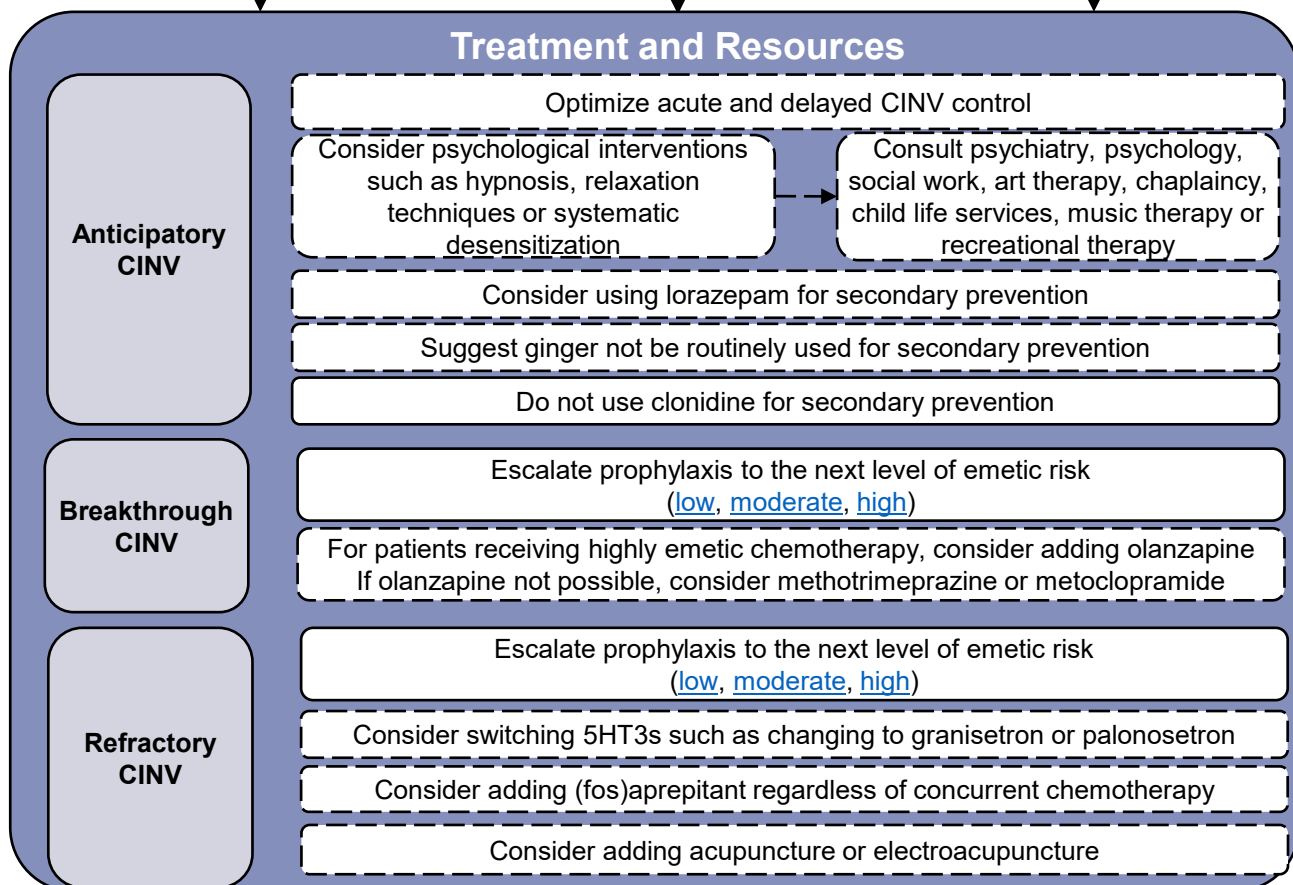 Treatment and Resources
Anticipatory
CINV
Optimize acute and delayed CINV control
Consider psychological interventions
such as hypnosis, relaxation
techniques or systematic
desensitization
Consult psychiatry, psychology,
social work, art therapy, chaplaincy,
child life services, music therapy or
recreational therapy
Consider using lorazepam for secondary prevention
Suggest ginger not be routinely used for secondary prevention
Do not use clonidine for secondary prevention
Breakthrough
CINV
Escalate prophylaxis to the next level of emetic risk
(low, moderate, high)
For patients receiving highly emetic chemotherapy, consider adding olanzapine
If olanzapine not possible, consider methotrimeprazine or metoclopramide
Refractory
CINV
Escalate prophylaxis to the next level of emetic risk
(low, moderate, high)
Consider switching 5HT3s such as changing to granisetron or palonosetron
Consider adding (fos)aprepitant regardless of concurrent chemotherapy
Consider adding acupuncture or electroacupuncture